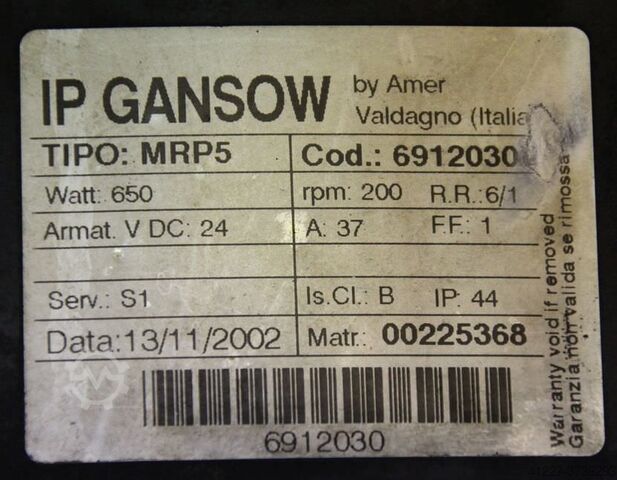 IP GANSOW by Amer
Valdagno (Italia
TIPO: MRP5 Cod.: 6912030
Watt: 650 rpm: 200 R.R.: 6/1
Armat. V DC: 24 A: 37 F.F.: 1
Serv.: S1 Is.Cl.: B IP: 44
Data: 13/11/2002 Matr.: 00225368
6912030
Warranty void if removed
Garanzia non valida se rimossa